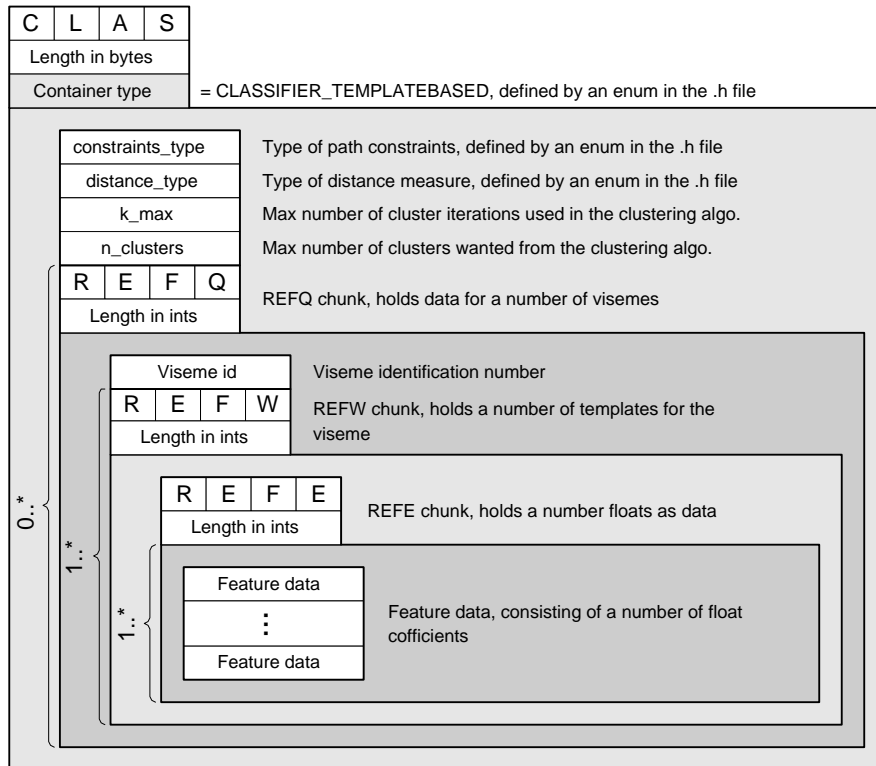 C L A S
Length in bytes
Container type = CLASSIFIER_TEMPLATEBASED, defined by an enum in the .h file
constraints_type Type of path constraints, defined by an enum in the .h file
distance_type Type of distance measure, defined by an enum in the .h file
k_max Max number of cluster iterations used in the clustering algo.
n_clusters Max number of clusters wanted from the clustering algo.
R E F Q
REFQ chunk, holds data for a number of visemes
Length in ints
Viseme id Viseme identification number
R E F W
REFW chunk, holds a number of templates for the
viseme
Length in ints
R E F E
REFE chunk, holds a number floats as data
Length in ints
0..*
1..*
1..*
Feature data
Feature data, consisting of a number of float
cofficients
⋮
Feature data